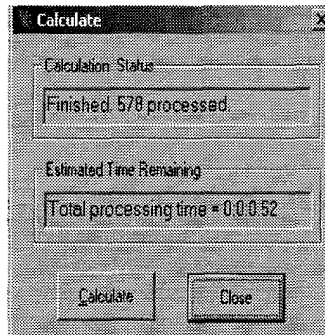 Calculate
Calculation Status
Finished. 578 processed.
Estimated Time Remaining
Total processing time = 0:0:0:52
Calculate
Close